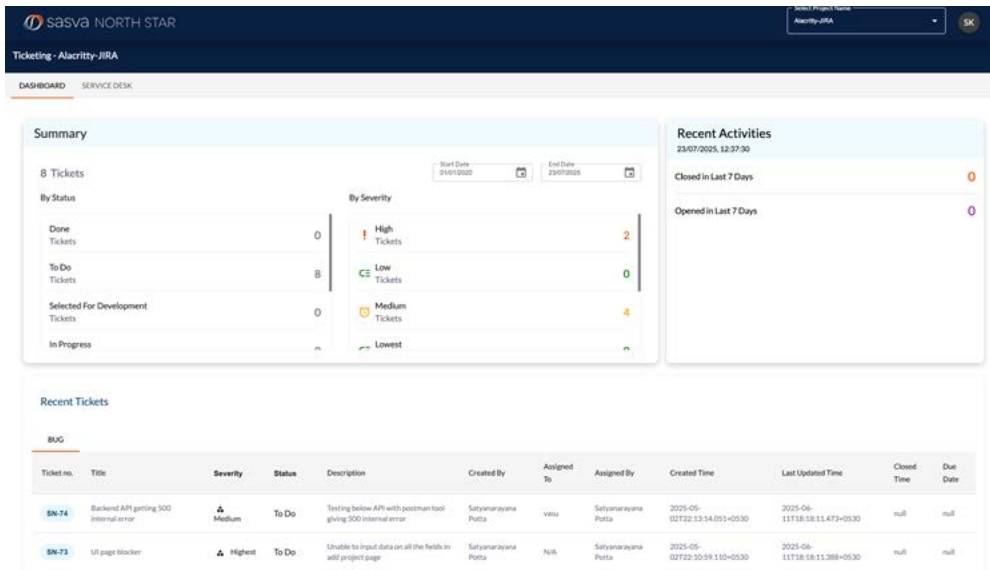 sasva NORTH STAR
Select Project Name
Alacritty-JIRA
SK
Ticketing - Alacritty-JIRA
DASHBOARD SERVICE DESK
Summary
8 Tickets
Start Date
01/01/2020
End Date
23/07/2025
By Status
Done
Tickets
0
To Do
Tickets
8
Selected For Development
Tickets
0
In Progress
By Severity
High
Tickets
2
Low
Tickets
0
Medium
Tickets
4
Lowest
Recent Activities
23/07/2025, 12:37:30
Closed in Last 7 Days 0
Opened in Last 7 Days 0
Recent Tickets
BUG
Ticket no. Title Severity Status Description Created By Assigned To Assigned By Created Time Last Updated Time Closed Time Due Date
SN-74 Backend API getting 500 internal error Medium To Do Testing below API with postman tool giving 500 internal error Satyanarayana Potta vasu Satyanarayana Potta 2025-05-02T22:13:14.051+0530 2025-06-11T18:18:11.473+0530 null null
SN-73 UI page blocker Highest To Do Unable to input data on all the fields in add project page Satyanarayana Potta N/A Satyanarayana Potta 2025-05-02T22:10:59.110+0530 2025-06-11T18:18:11.388+0530 null null